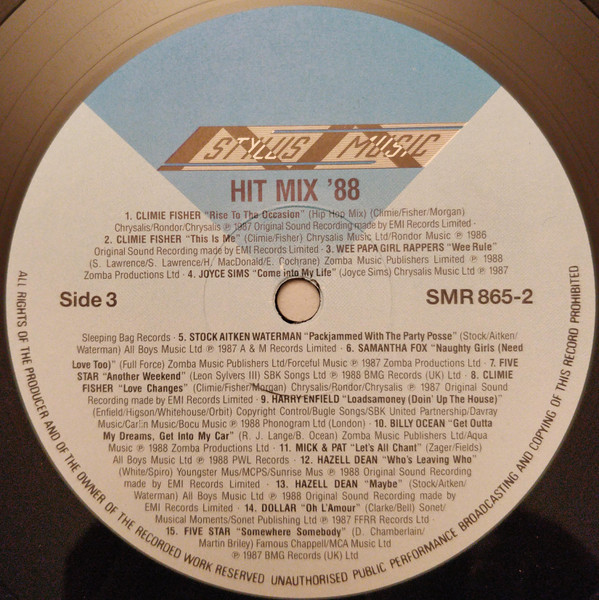 STYLUS MUSIC
HIT MIX '88
1. CLIMIE FISHER "Rise To The Occasion" (Hip Hop Mix) (Climie/Fisher/Morgan)
Chrysalis/Rondor/Chrysalis ℗ 1987 Original Sound Recording made by EMI Records Limited -
2. CLIMIE FISHER "This Is Me" (Climie/Fisher) Chrysalis Music Ltd/Rondor Music ℗ 1986
Original Sound Recording made by EMI Records Limited - 3. WEE PAPA GIRL RAPPERS "Wee Rule"
(S. Lawrence/S. Lawrence/H. MacDonald/E. Cochrane) Zomba Music Publishers Limited ℗ 1988
Zomba Productions Ltd - 4. JOYCE SIMS "Come into My Life" (Joyce Sims) Chrysalis Music Ltd ℗ 1987
Side 3
SMR 865-2
Sleeping Bag Records - 5. STOCK AITKEN WATERMAN "Packjammed With The Party Posse" (Stock/Aitken/
Waterman) All Boys Music Ltd ℗ 1987 A & M Records Limited - 6. SAMANTHA FOX "Naughty Girls (Need
Love Too)" (Full Force) Zomba Music Publishers Ltd/Forceful Music ℗ 1987 Zomba Productions Ltd - 7. FIVE
STAR "Another Weekend" (Leon Sylvers III) SBK Songs Ltd ℗ 1988 BMG Records (UK) Ltd - 8. CLIMIE
FISHER "Love Changes" (Climie/Fisher/Morgan) Chrysalis/Rondor/Chrysalis ℗ 1987 Original Sound
Recording made by EMI Records Limited - 9. HARRY ENFIELD "Loadsamoney (Doin' Up The House)"
(Enfield/Higson/Whitehouse/Orbit) Copyright Control/Bugle Songs/SBK United Partnership/Davray
Music/Carlin Music/Bocu Music ℗ 1988 Phonogram Ltd (London) - 10. BILLY OCEAN "Get Outta
My Dreams, Get Into My Car" (R. J. Lange/B. Ocean) Zomba Music Publishers Ltd/Aqua
Music ℗ 1988 Zomba Productions Ltd - 11. MICK & PAT "Let's All Chant" (Zager/Fields)
All Boys Music Ltd ℗ 1988 PWL Records - 12. HAZELL DEAN "Who's Leaving Who"
(White/Spiro) Youngster Mus/MCPS/Sunrise Mus ℗ 1988 Original Sound Recording
made by EMI Records Limited - 13. HAZELL DEAN "Maybe" (Stock/Aitken/
Waterman) All Boys Music Ltd ℗ 1988 Original Sound Recording made by
EMI Records Limited - 14. DOLLAR "Oh L'Amour" (Clarke/Bell) Sonet/
Musical Moments/Sonet Publishing Ltd ℗ 1987 FFRR Records Ltd -
15. FIVE STAR "Somewhere Somebody" (D. Chamberlain/
Martin Briley) Famous Chappell/MCA Music Ltd
℗ 1987 BMG Records (UK) Ltd
ALL RIGHTS OF THE PRODUCER AND OF THE OWNER OF THE RECORDED WORK RESERVED UNAUTHORISED PUBLIC PERFORMANCE BROADCASTING AND COPYING OF THIS RECORD PROHIBITED